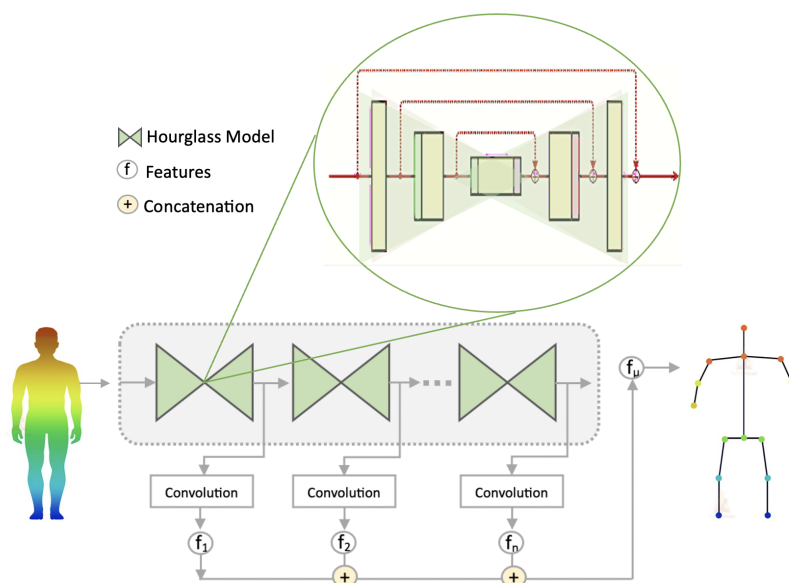 Hourglass Model
f Features
+ Concatenation
Convolution Convolution Convolution
f1 f2 fn
+ +
fμ